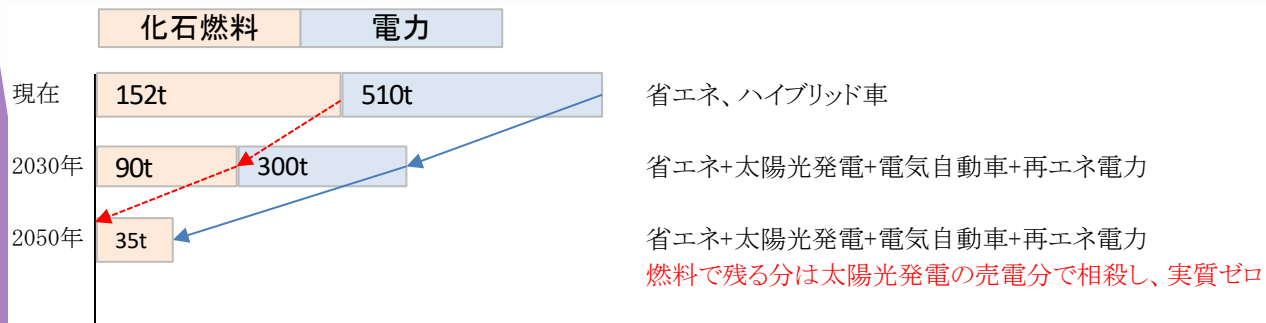 化石燃料 電力
現在 152t 510t 省エネ、ハイブリッド車
2030年 90t 300t 省エネ+太陽光発電+電気自動車+再エネ電力
2050年 35t 省エネ+太陽光発電+電気自動車+再エネ電力
燃料で残る分は太陽光発電の売電分で相殺し、実質ゼロ